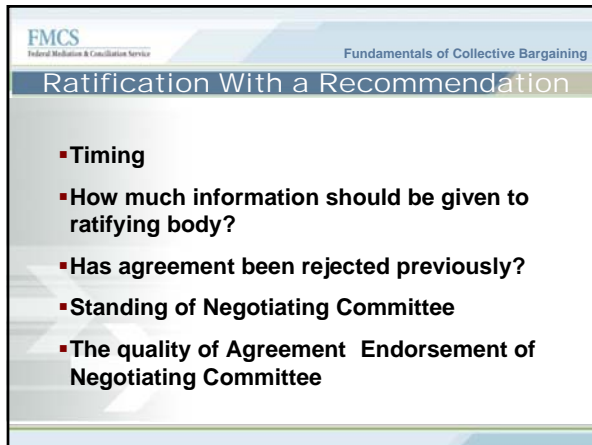 FMCS
Federal Mediation & Conciliation Service
Fundamentals of Collective Bargaining
Ratification With a Recommendation
▪Timing
▪How much information should be given to
ratifying body?
▪Has agreement been rejected previously?
▪Standing of Negotiating Committee
▪The quality of Agreement  Endorsement of
Negotiating Committee